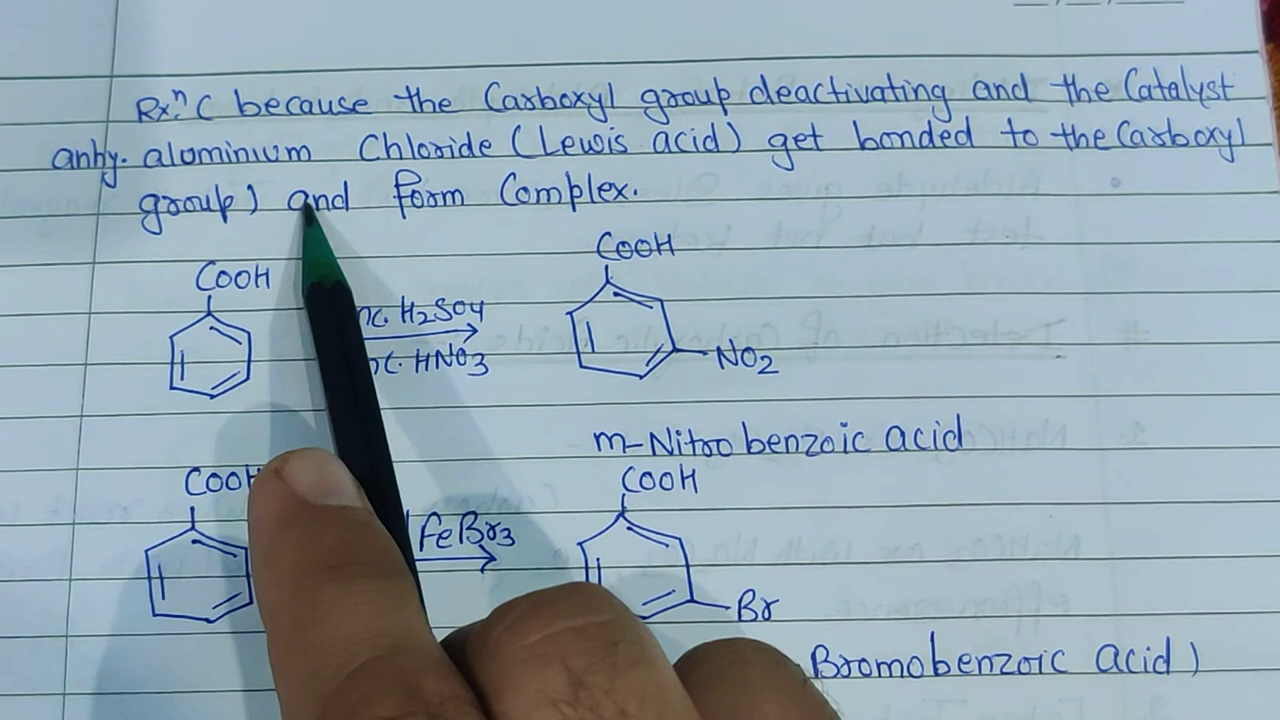 Rxⁿ. ( because the Carboxyl group deactivating and the Catalyst
anhy. aluminium Chloride (Lewis acid) get bonded to the Carboxyl
group) and form Complex.
COOH
COOH
H2SO4
HNO3
NO2
m-Nitrobenzoic acid
COOH
FeBr3
Br
Bromobenzoic acid)